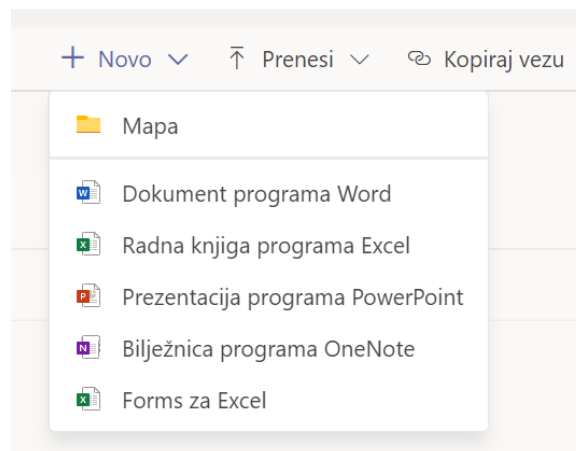 + Novo Prenesi Kopiraj vezu
Mapa
Dokument programa Word
Radna knjiga programa Excel
Prezentacija programa PowerPoint
Bilježnica programa OneNote
Forms za Excel